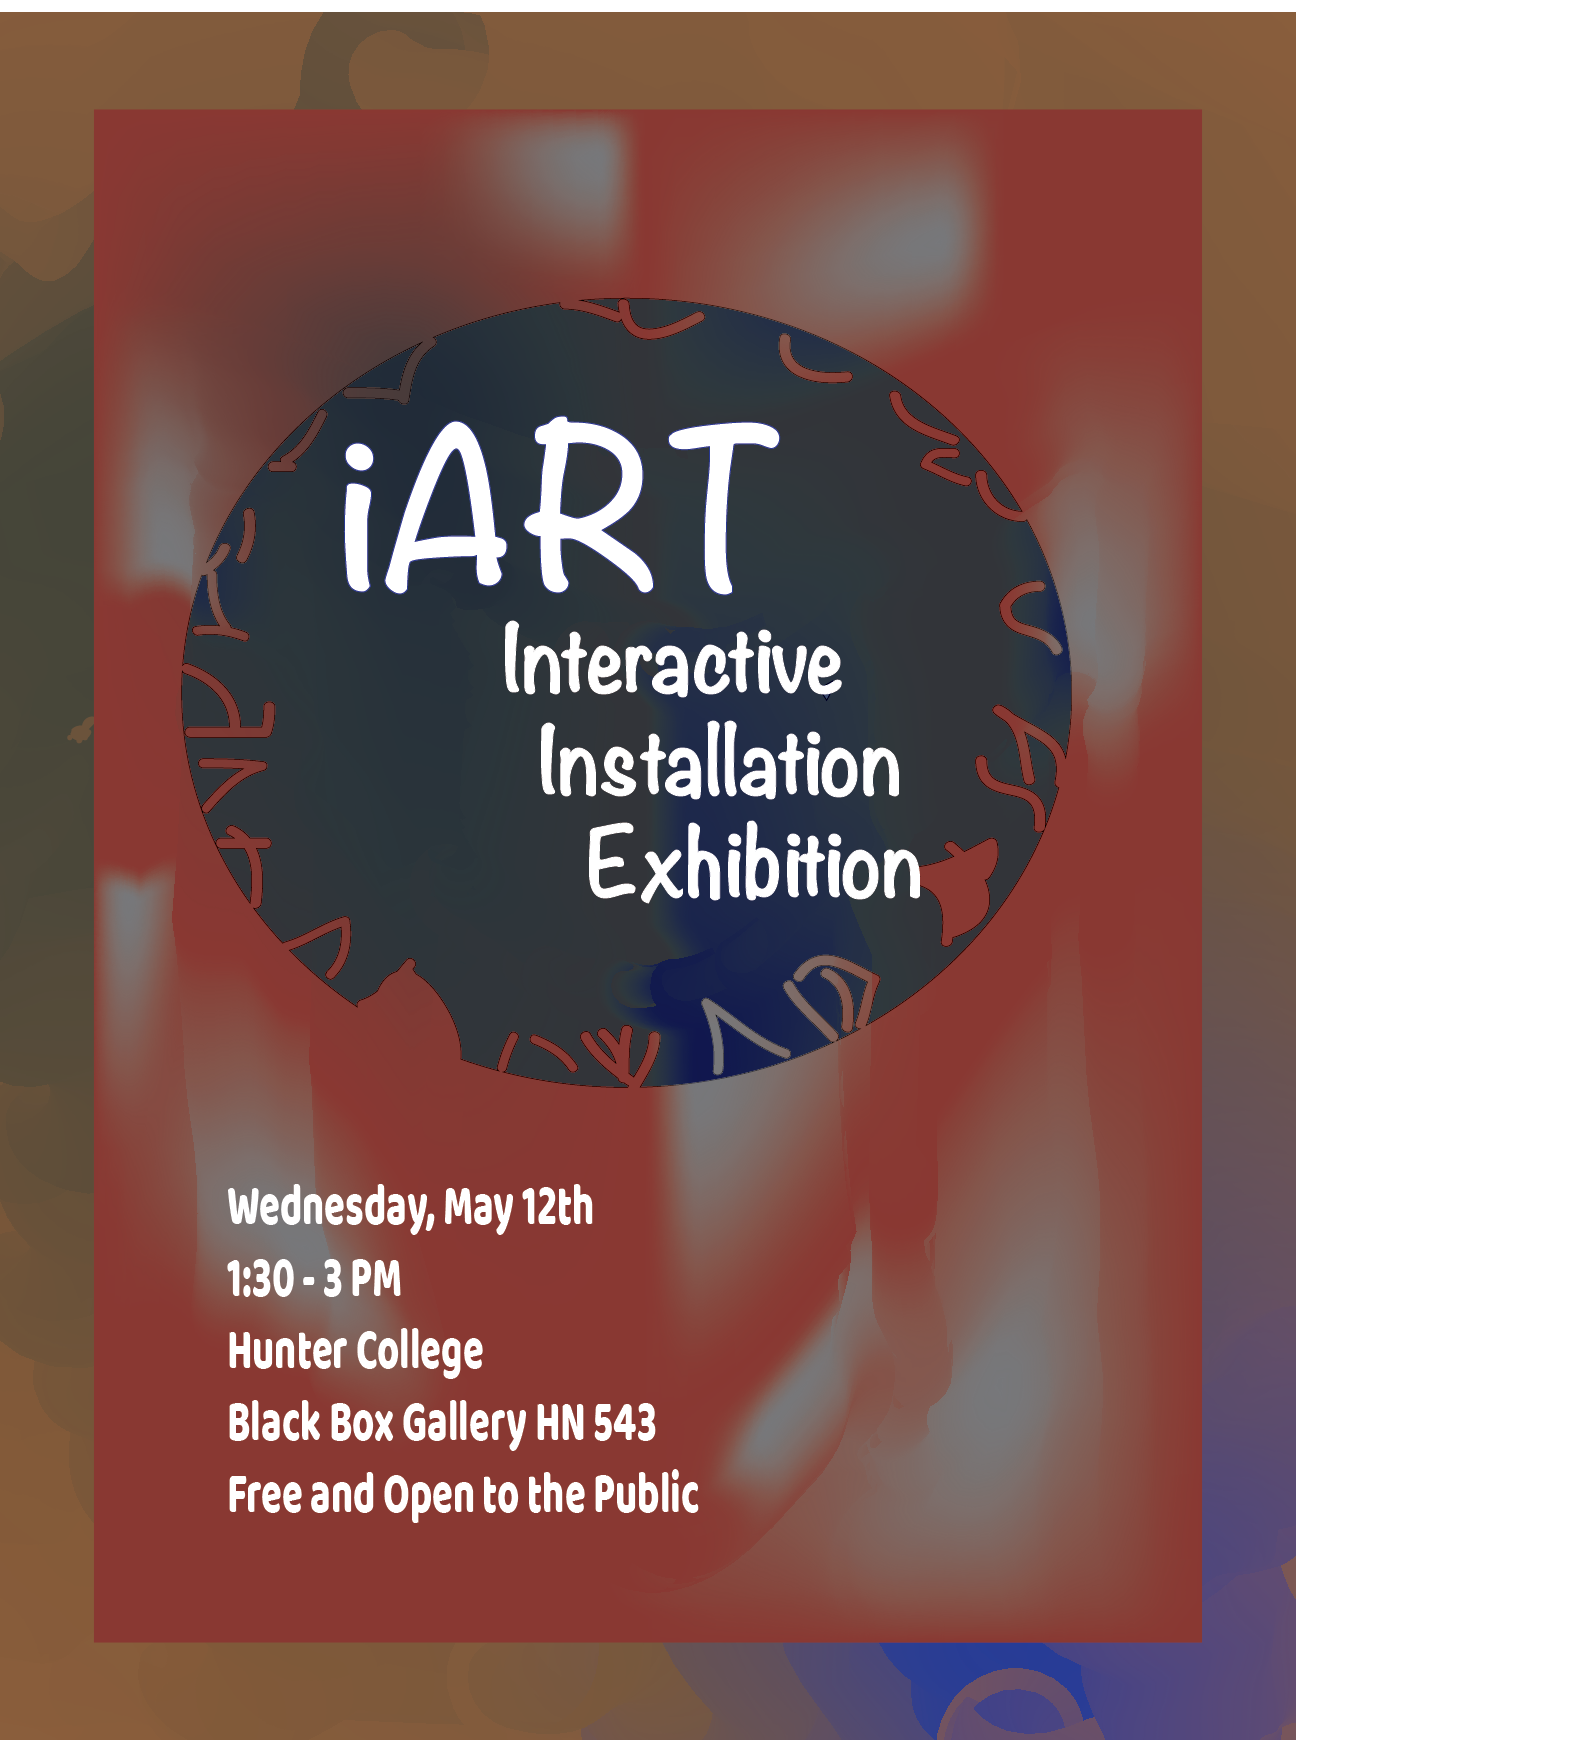 iART
Interactive
Installation
Exhibition
Wednesday, May 12th
1:30 - 3 PM
Hunter College
Black Box Gallery HN 543
Free and Open to the Public